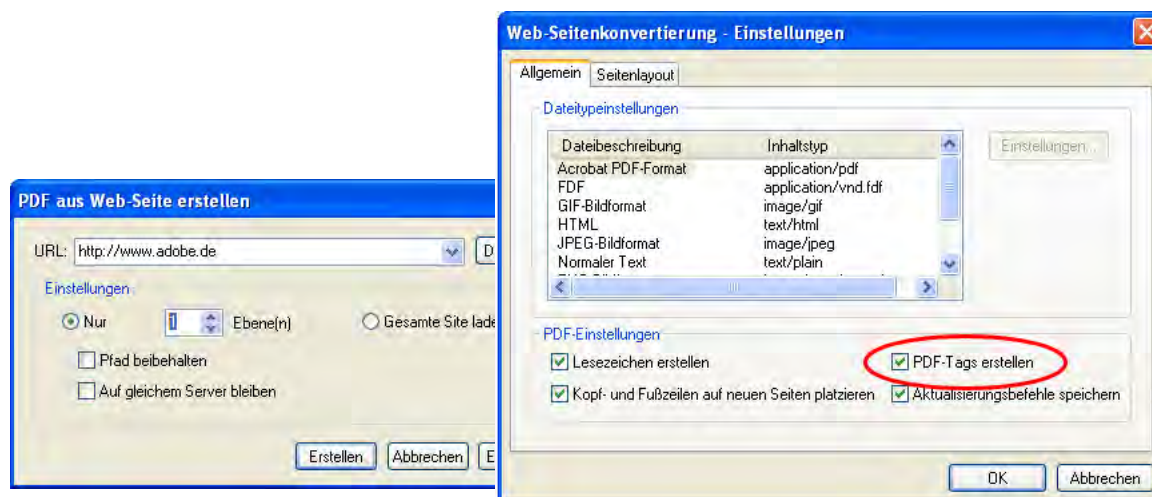 PDF aus Web-Seite erstellen
URL: http://www.adobe.de
Einstellungen
Nur 1 Ebene(n) Gesamte Site lade
Pfad beibehalten
Auf gleichem Server bleiben
Erstellen Abbrechen E
Web-Seitenkonvertierung - Einstellungen
Allgemein Seitenlayout
Dateitypeinstellungen
Dateibeschreibung Inhaltstyp Einstellungen...
Acrobat PDF-Format application/pdf
FDF application/vnd.fdf
GIF-Bildformat image/gif
HTML text/html
JPEG-Bildformat image/jpeg
Normaler Text text/plain
PDF-Einstellungen
Lesezeichen erstellen PDF-Tags erstellen
Kopf- und Fußzeilen auf neuen Seiten platzieren Aktualisierungsbefehle speichern
OK Abbrechen